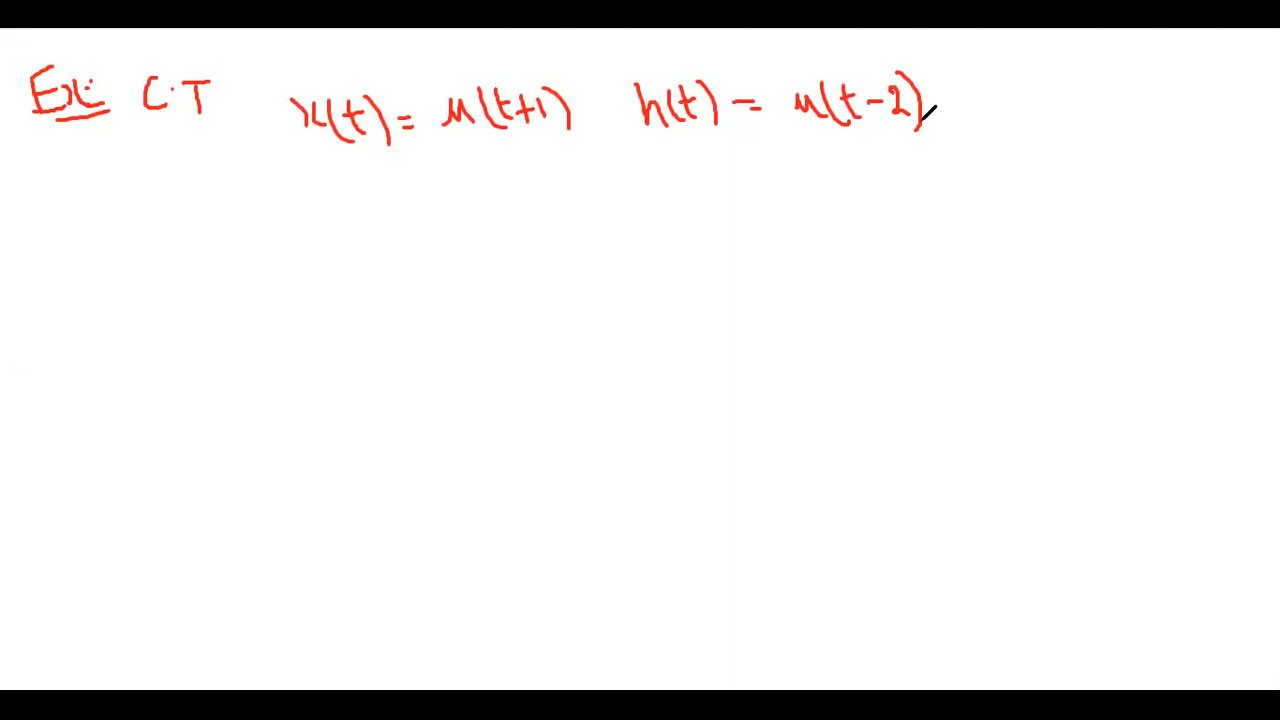 Ex:- C.T x(t) = u(t+1) h(t) = u(t-2)